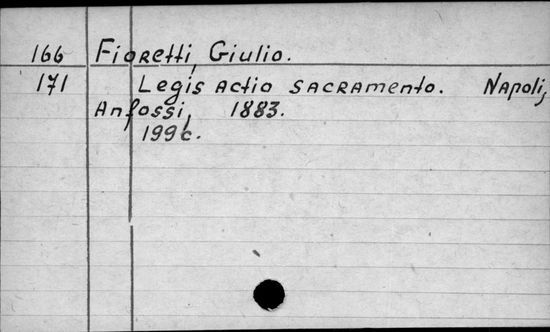 166 Fioretti, Giulio.
171 Legis actio sacramento. Napoli,
Anfossi, 1883.
199 c.